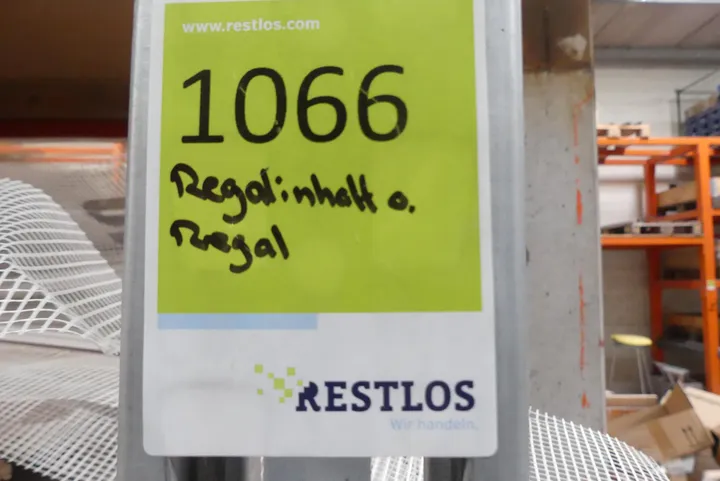 www.restlos.com
1066
Regalinhalt o.
Regal
RESTLOS
Wir handeln.